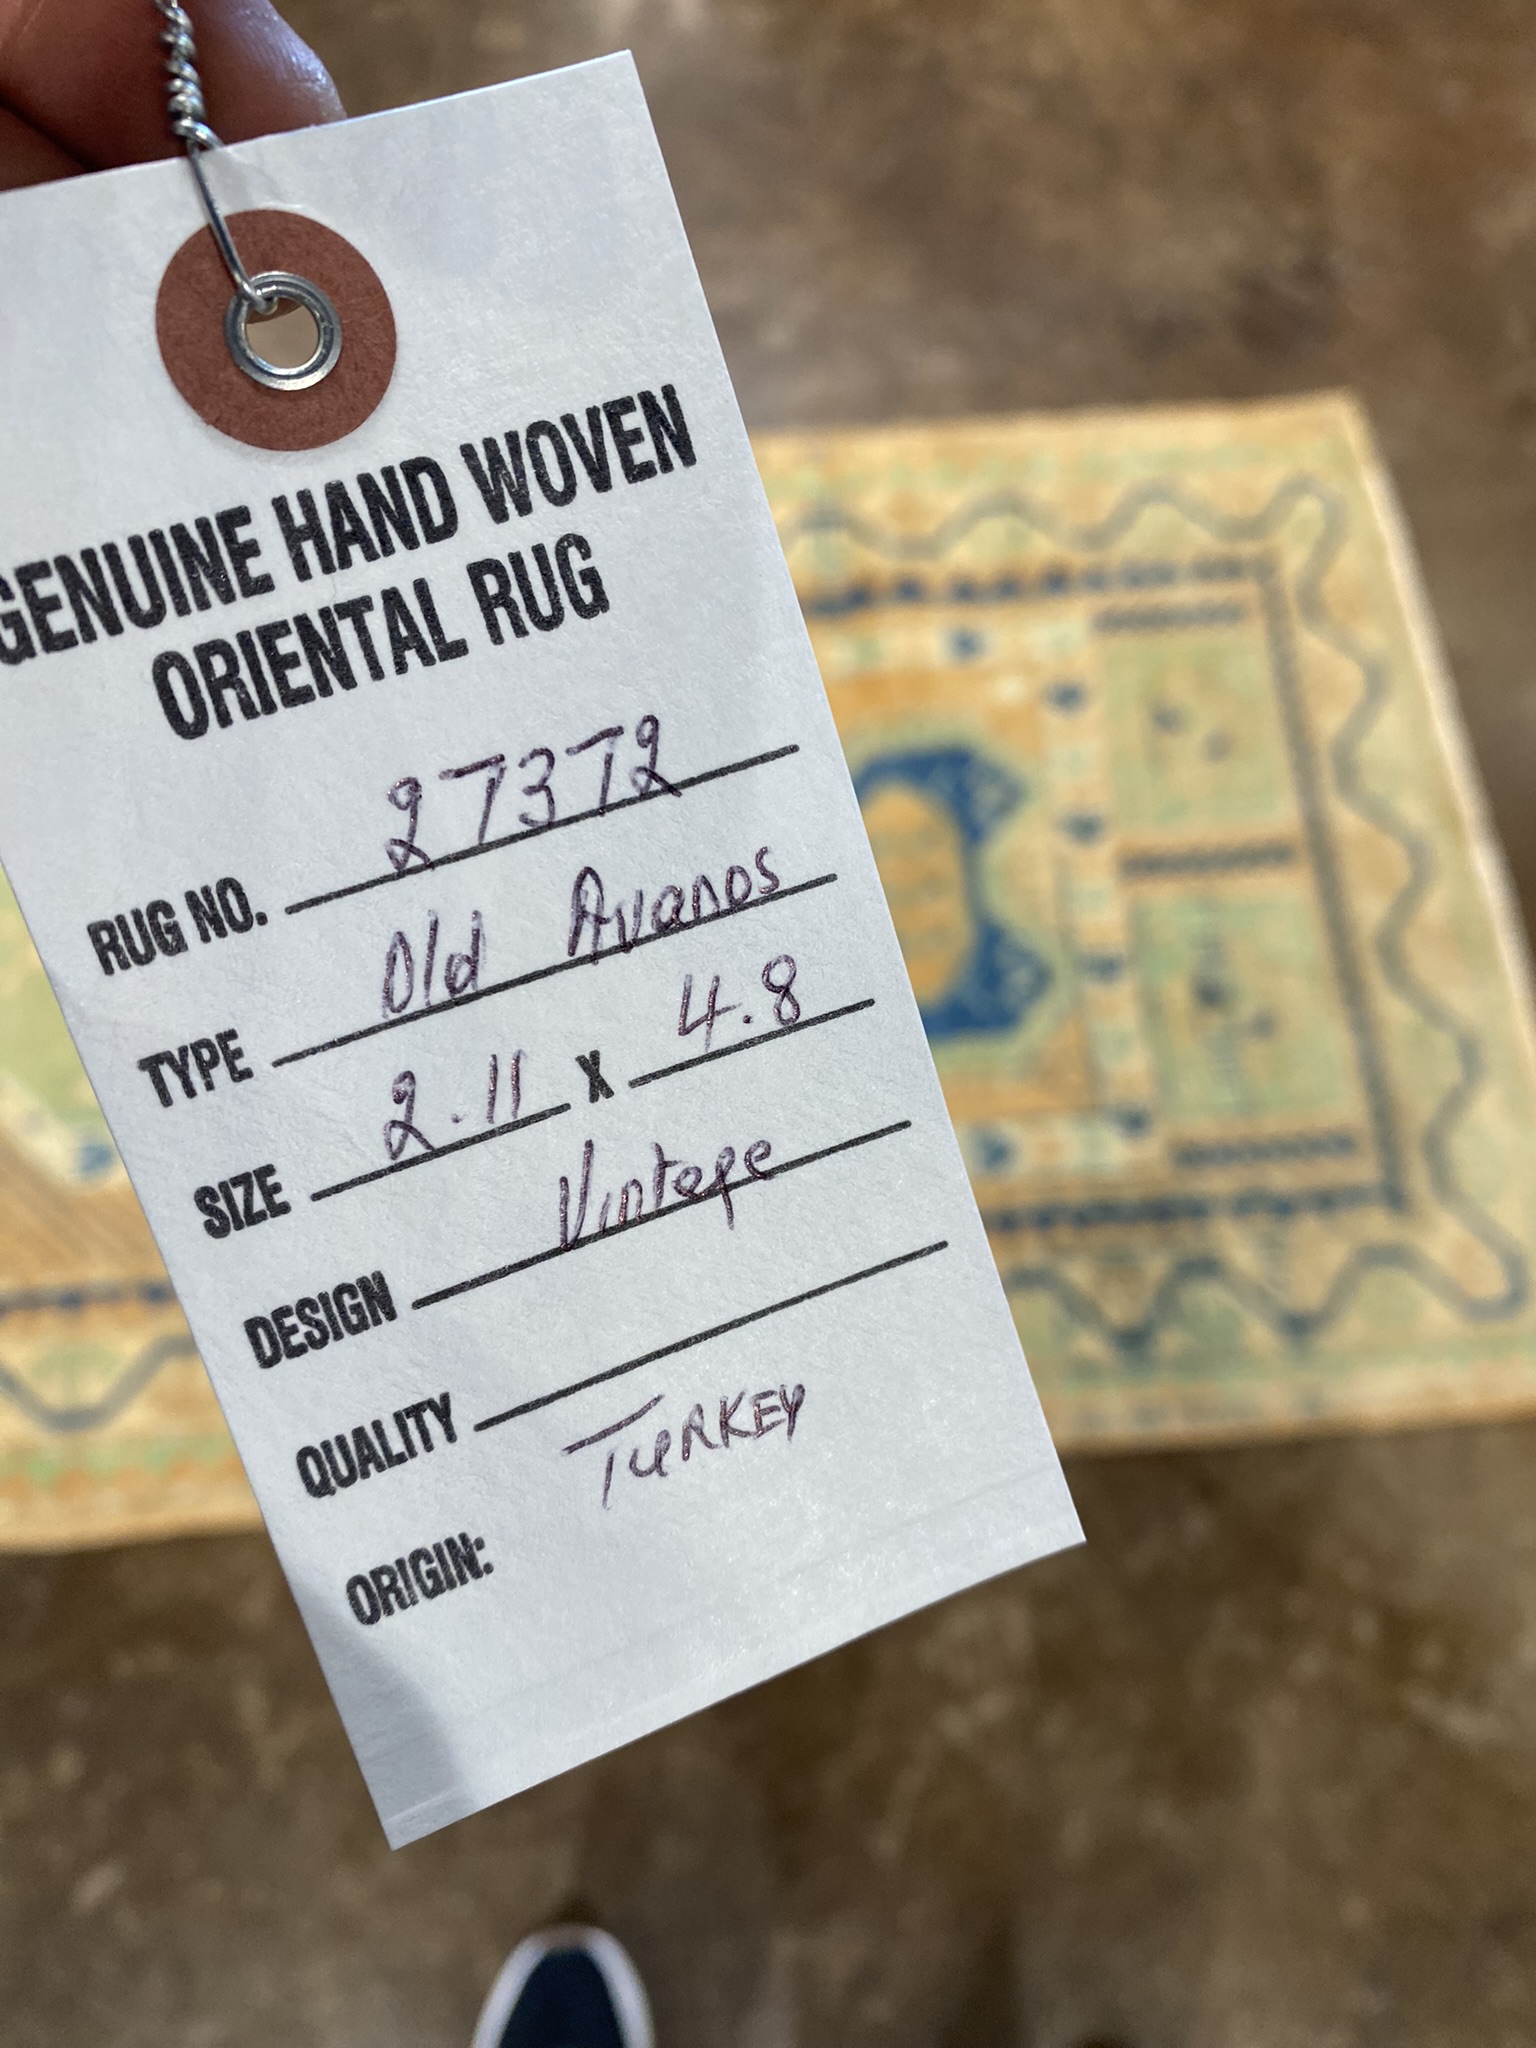 GENUINE HAND WOVEN
ORIENTAL RUG
RUG NO. 27372
TYPE Old Avanos
SIZE 2.11 X 4.8
DESIGN Vintage
QUALITY
ORIGIN: TURKEY